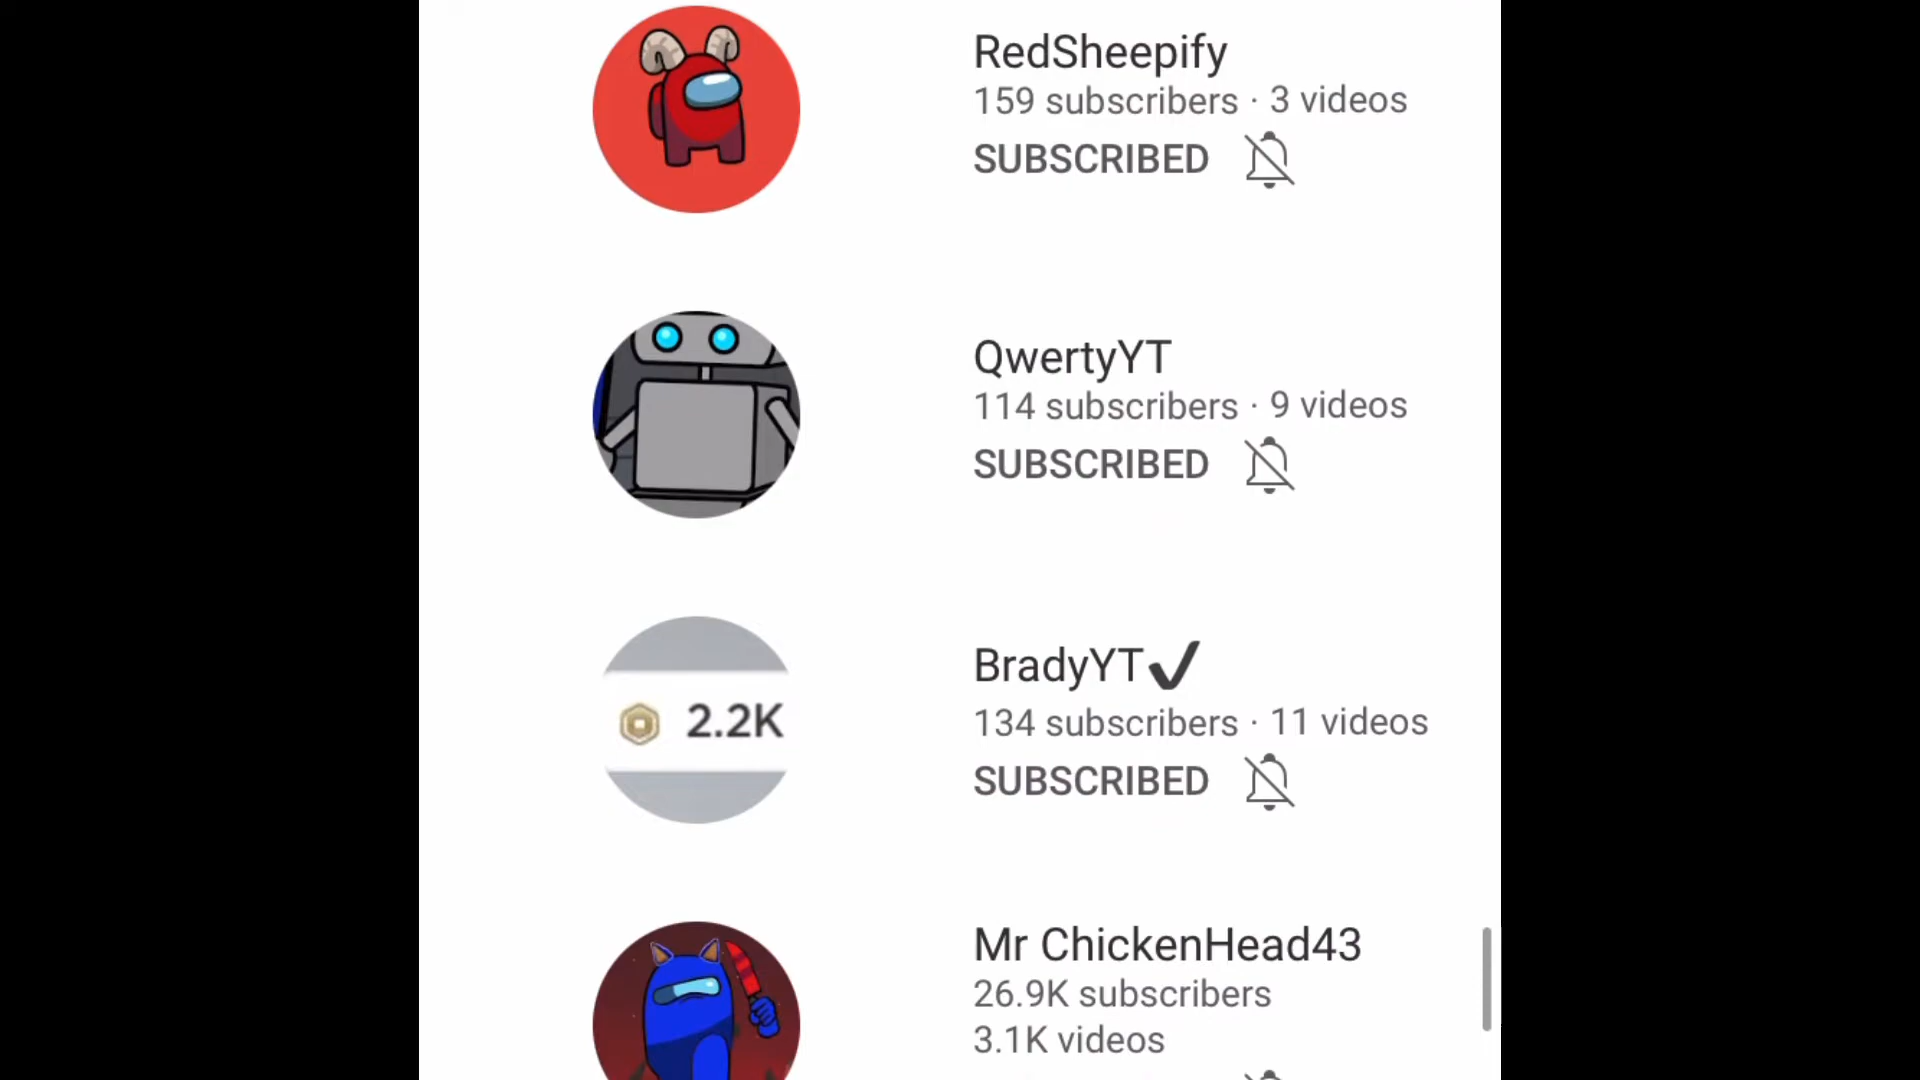 RedSheepify
159 subscribers · 3 videos
SUBSCRIBED
QwertyYT
114 subscribers · 9 videos
SUBSCRIBED
2.2K
BradyYT✔
134 subscribers · 11 videos
SUBSCRIBED
Mr ChickenHead43
26.9K subscribers
3.1K videos